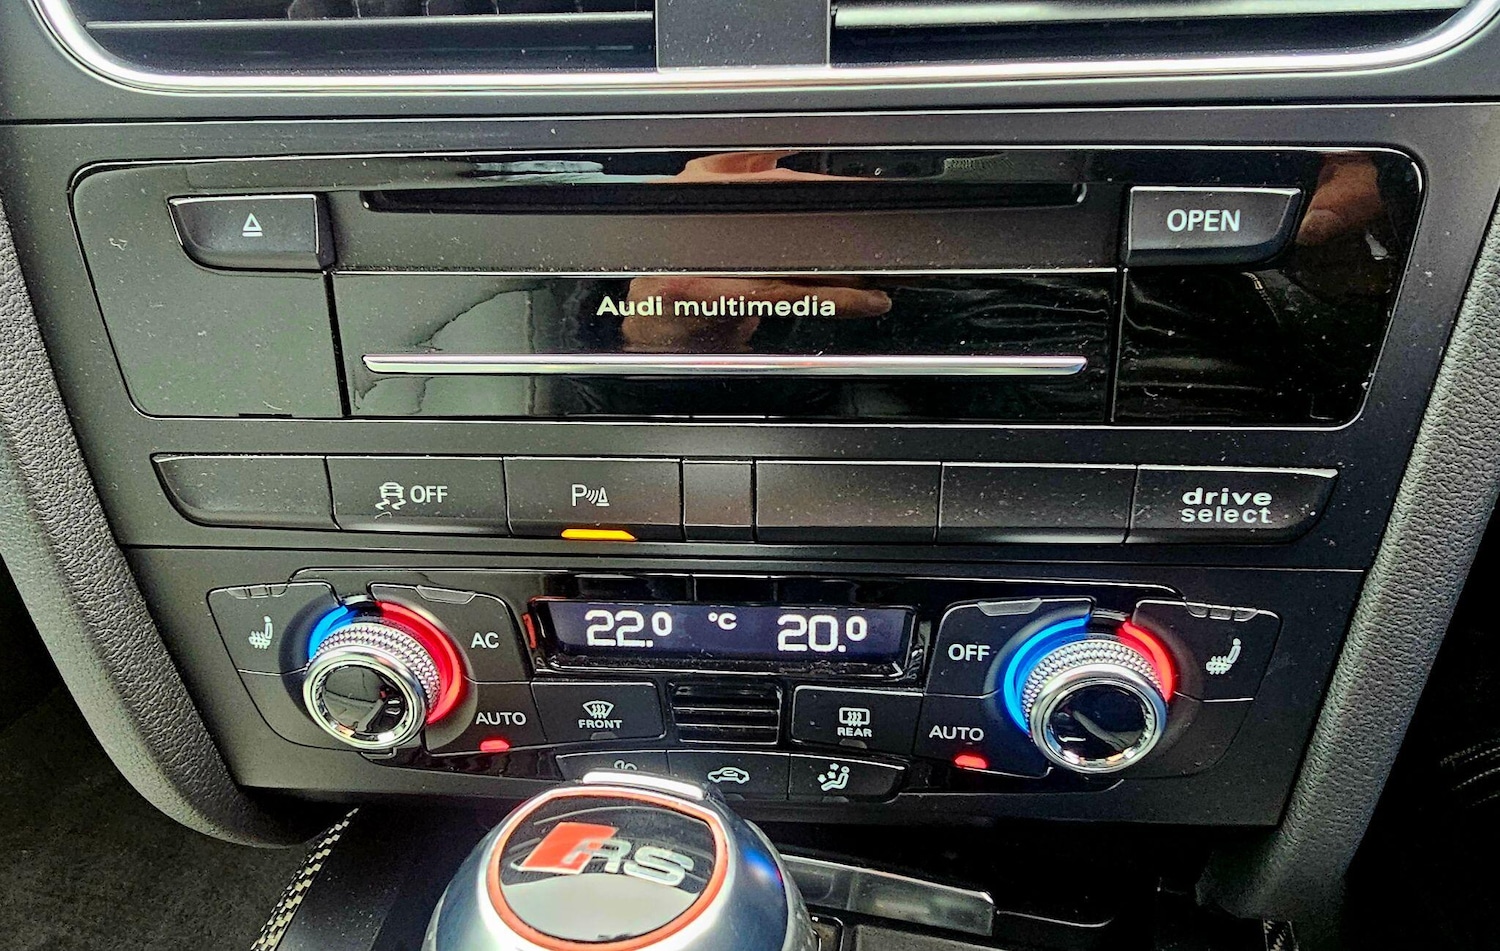 OPEN
Audi multimedia
OFF
P
drive
select
22.0 °C 20.0
AC
OFF
AUTO
FRONT
REAR
AUTO
RS